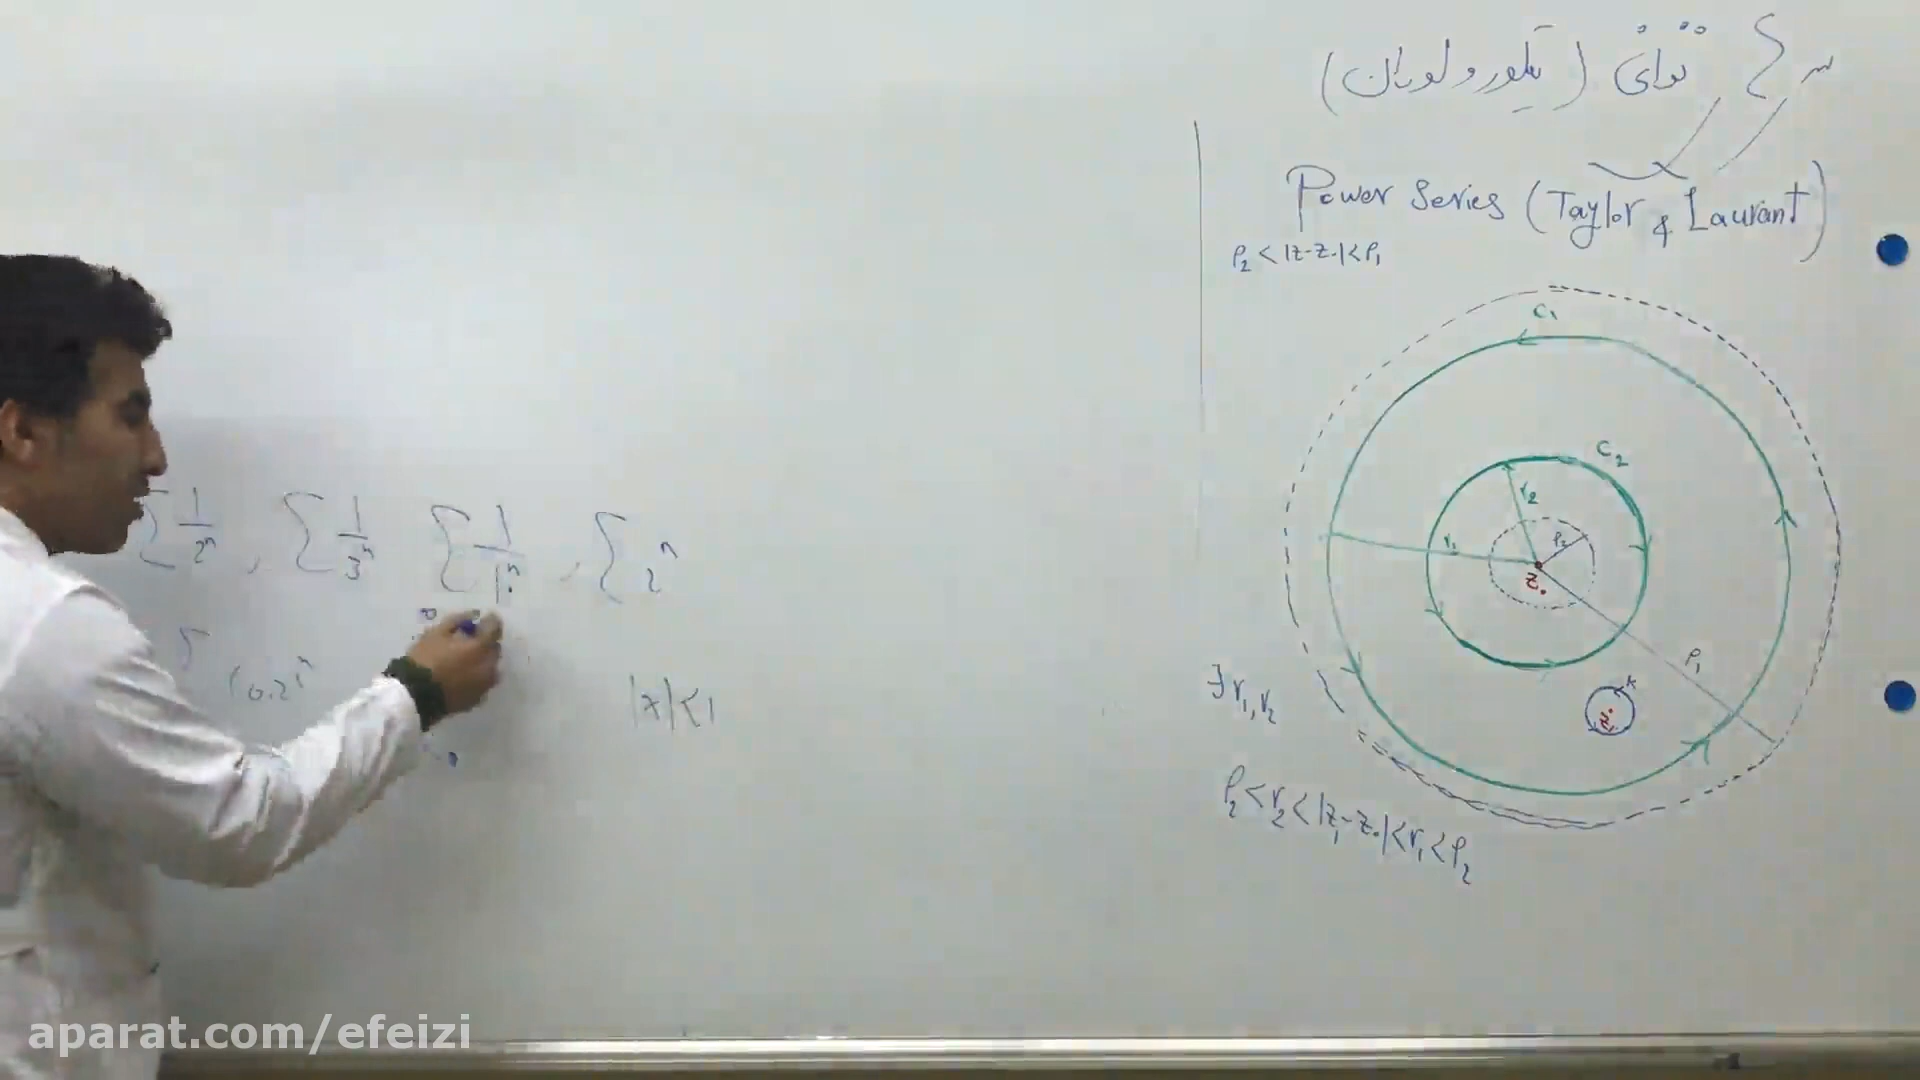 سری توانی (تیلور و لوران)
Power Series (Taylor & Laurant)
ρ₂ < |z-z₀| < ρ₁
C₁
C₂
r₂
r₁
ρ₂
z₀
ρ₁
K
z₁
∃ r₁, r₂
ρ₂ < r₂ < |z₁-z₀| < r₁ < ρ₂
∑ 1/2ⁿ , ∑ 1/3ⁿ ∑ 1/1ⁿ , ∑ 2ⁿ
|z| < 1
aparat.com/efeizi